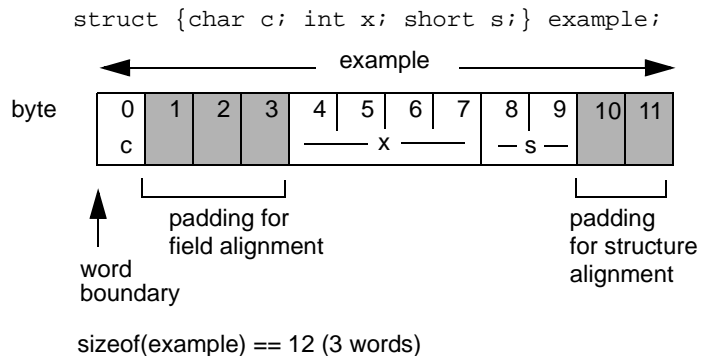 struct {char c; int x; short s;} example;
example
byte 0 1 2 3 4 5 6 7 8 9 10 11
c x s
padding for
field alignment
padding
for structure
alignment
word
boundary
sizeof(example) == 12 (3 words)